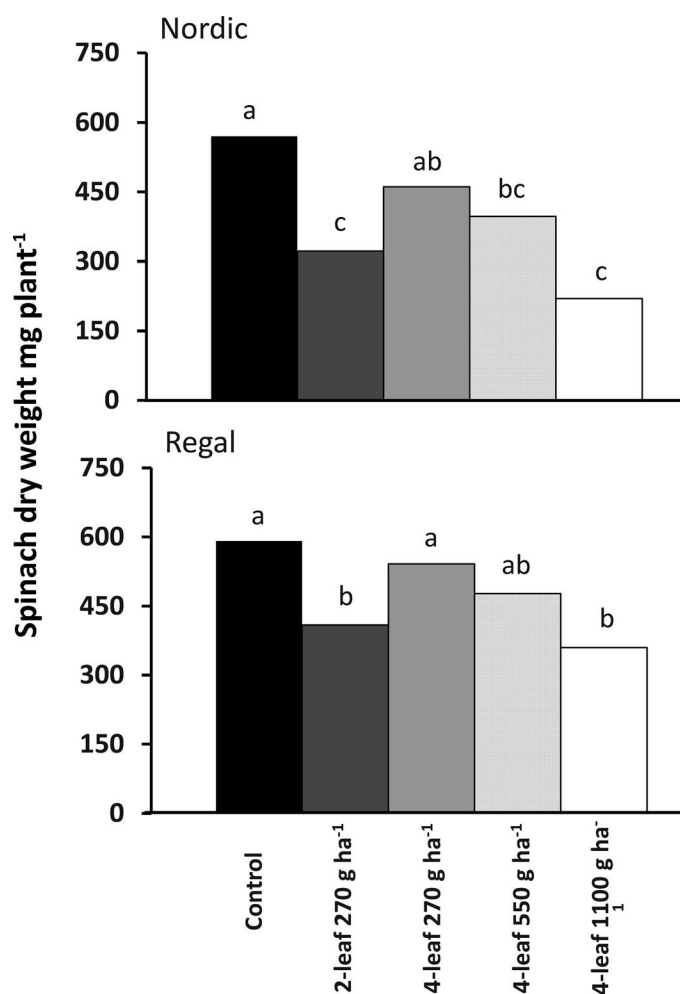 Nordic
Spinach dry weight mg plant⁻¹
750
600
450
300
150
0
a
c
ab
bc
c
Regal
750
600
450
300
150
0
a
b
a
ab
b
Control
2-leaf 270 g ha⁻¹
4-leaf 270 g ha⁻¹
4-leaf 550 g ha⁻¹
4-leaf 1100 g ha⁻
1